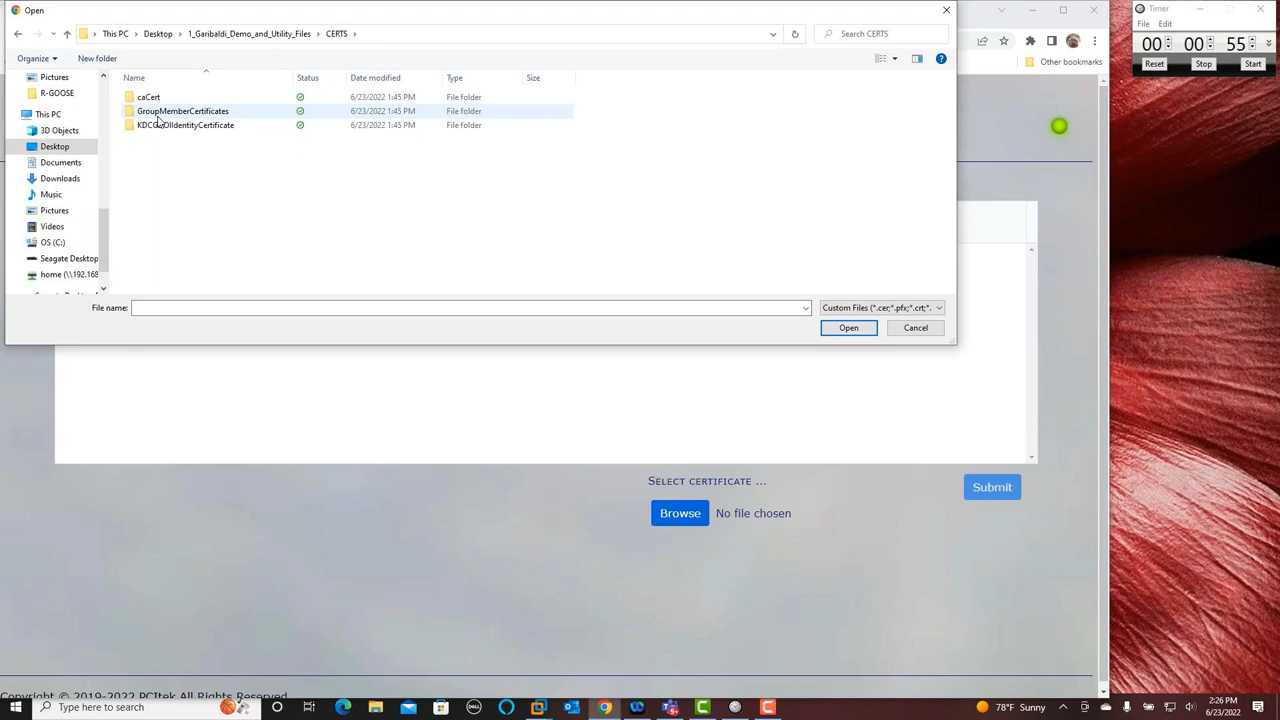 Open
This PC
Desktop
1_Garibaldi_Demo_and_Utility_Files
CERTS
Search CERTS
Organize
New folder
Name
Status
Date modified
Type
Size
Pictures
R-GOOSE
This PC
3D Objects
Desktop
Documents
Downloads
Music
Pictures
Videos
OS (C:)
Seagate Desktop
home (\\192.168
caCert
6/23/2022 1:45 PM
File folder
GroupMemberCertificates
6/23/2022 1:45 PM
File folder
6/23/2022 1:45 PM
File folder
File name:
Custom Files (*.cer;*.pfx;*.crt;*.
Open
Cancel
Other bookmarks
Timer
File Edit
00 00 55
Reset
Stop
Start
Select certificate ...
Submit
Browse
No file chosen
Copyright © 2019-2022 PCItek All Rights Reserved
Type here to search
DELL
78°F Sunny
2:26 PM
6/23/2022